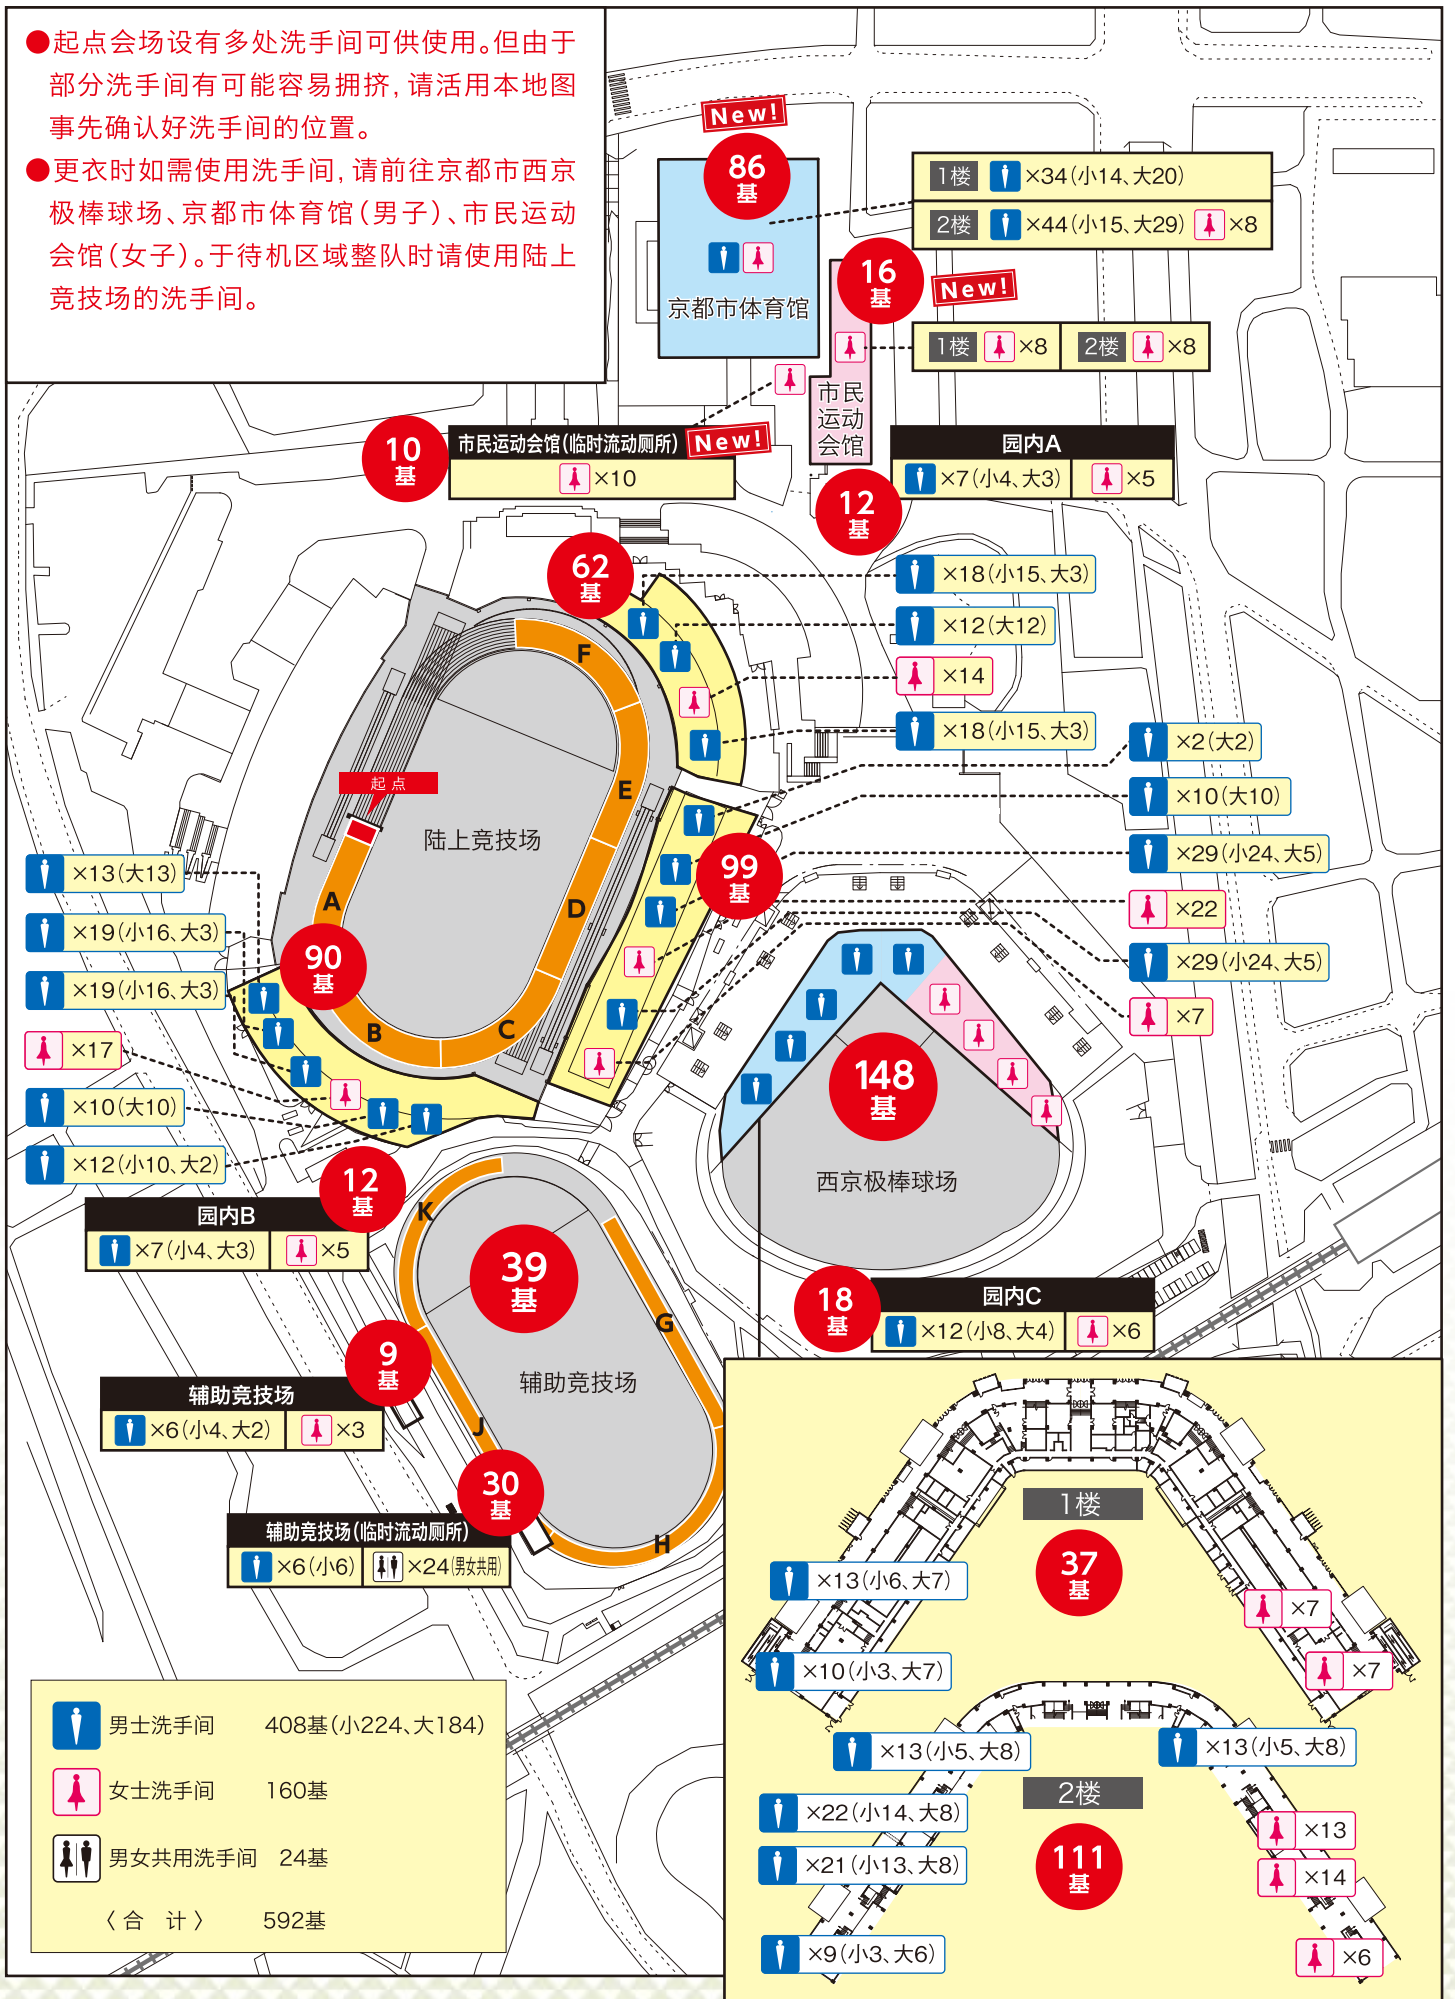 ●起点会场设有多处洗手间可供使用。但由于
部分洗手间有可能容易拥挤,请活用本地图
事先确认好洗手间的位置。
●更衣时如需使用洗手间,请前往京都市西京
极棒球场、京都市体育馆(男子)、市民运动
会馆(女子)。于待机区域整队时请使用陆上
竞技场的洗手间。
New!
86
基
京都市体育馆
1楼 ×34(小14、大20)
2楼 ×44(小15、大29) ×8
16
基
New!
1楼 ×8 2楼 ×8
市民
运动
会馆
10
基
市民运动会馆(临时流动厕所) New!
×10
园内A
×7(小4、大3) ×5
12
基
62
基
×18(小15、大3)
×12(大12)
×14
×18(小15、大3)
×2(大2)
×10(大10)
×29(小24、大5)
×22
×29(小24、大5)
×7
99
基
F
E
D
C
B
A
起点
陆上竞技场
90
基
×13(大13)
×19(小16、大3)
×19(小16、大3)
×17
×10(大10)
×12(小10、大2)
148
基
西京极棒球场
12
基
园内B
×7(小4、大3) ×5
K
39
基
G
辅助竞技场
J
H
18
基
园内C
×12(小8、大4) ×6
9
基
辅助竞技场
×6(小4、大2) ×3
30
基
辅助竞技场(临时流动厕所)
×6(小6) ×24(男女共用)
1楼
37
基
×13(小6、大7)
×10(小3、大7)
×7
×7
×13(小5、大8)
×13(小5、大8)
2楼
111
基
×22(小14、大8)
×21(小13、大8)
×9(小3、大6)
×13
×14
×6
男士洗手间 408基(小224、大184)
女士洗手间 160基
男女共用洗手间 24基
〈合 计〉 592基